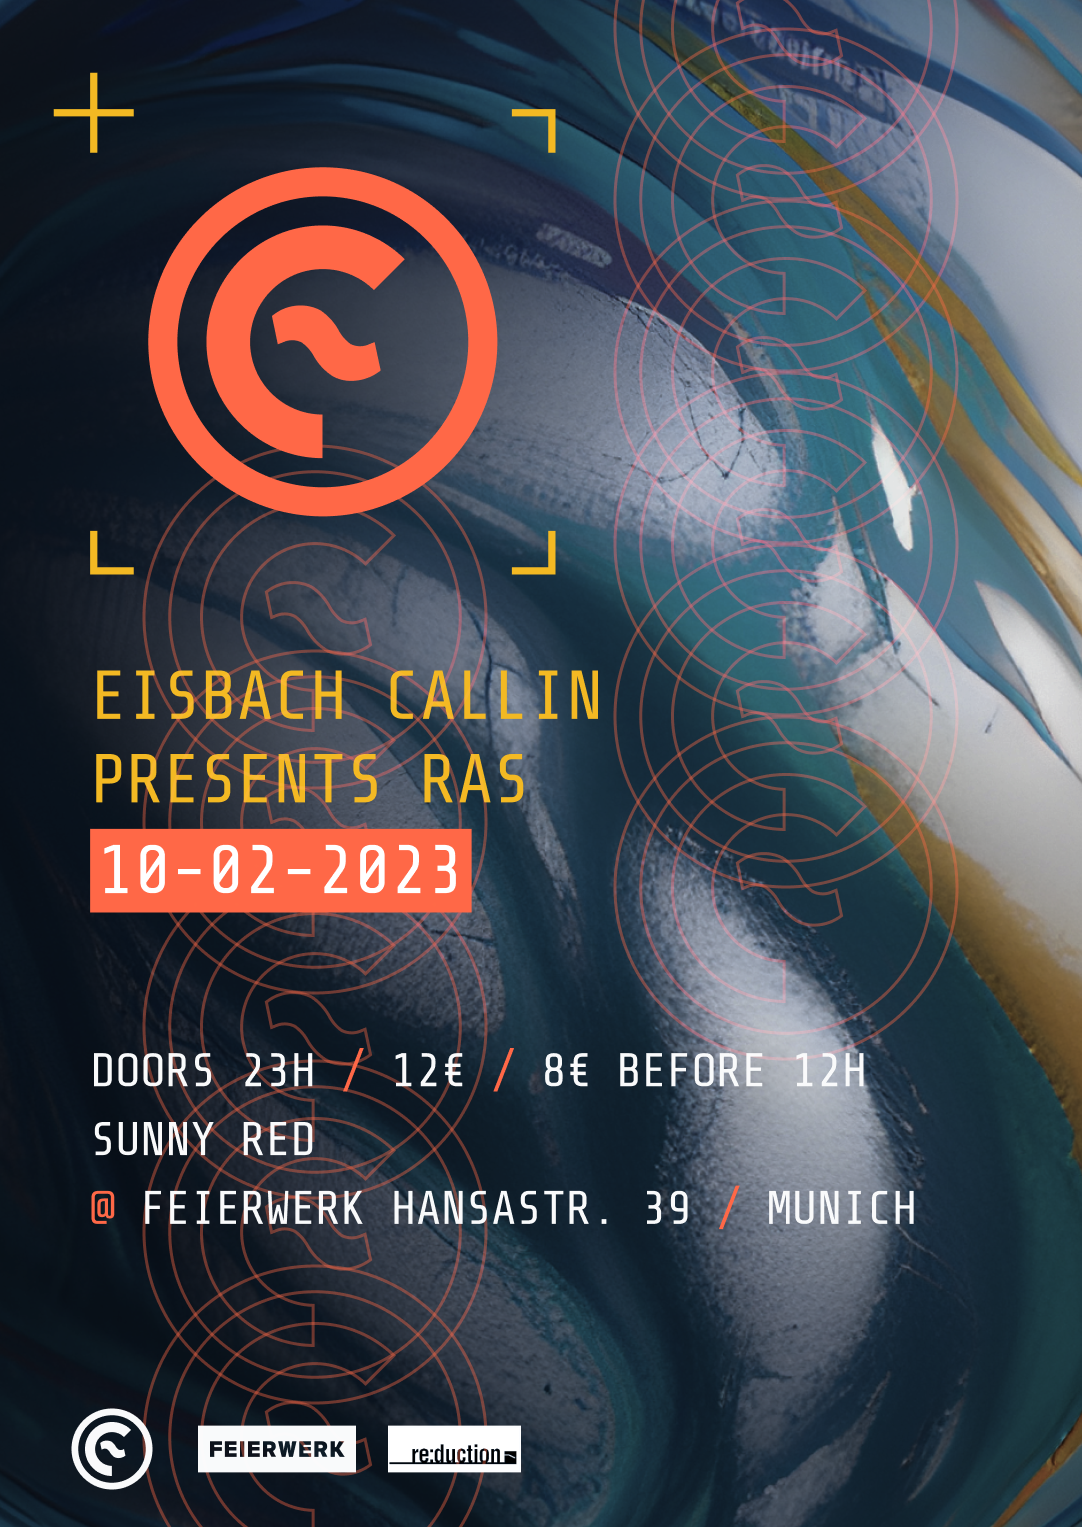 EISBACH CALLIN
PRESENTS RAS
10-02-2023
DOORS 23H / 12€ / 8€ BEFORE 12H
SUNNY RED
@ FEIERWERK HANSASTR. 39 / MUNICH
FEIERWERK
re:duction